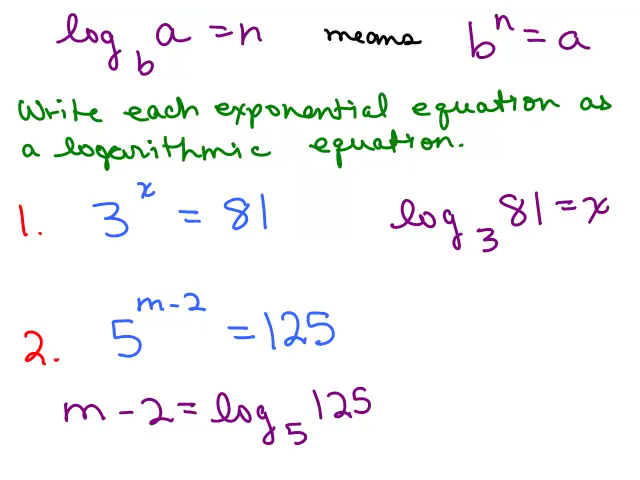 log_b a = n means b^n = a
Write each exponential equation as
a logarithmic equation.
1. 3^x = 81 log_3 81 = x
2. 5^(m-2) = 125
m - 2 = log_5 125